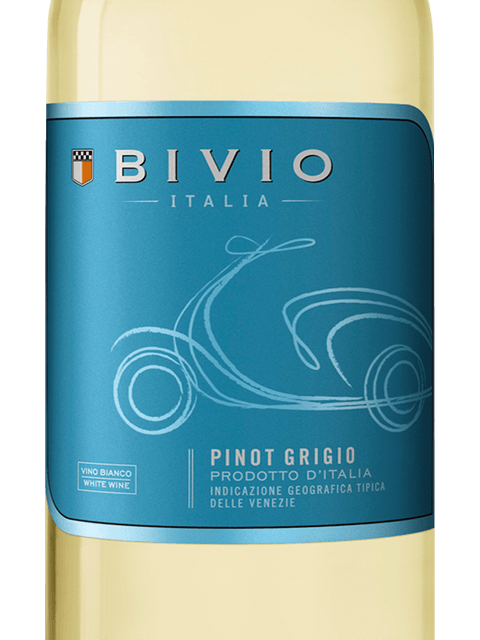 BIVIO
ITALIA
PINOT GRIGIO
PRODOTTO D'ITALIA
INDICAZIONE GEOGRAFICA TIPICA
DELLE VENEZIE
VINO BIANCO
WHITE WINE